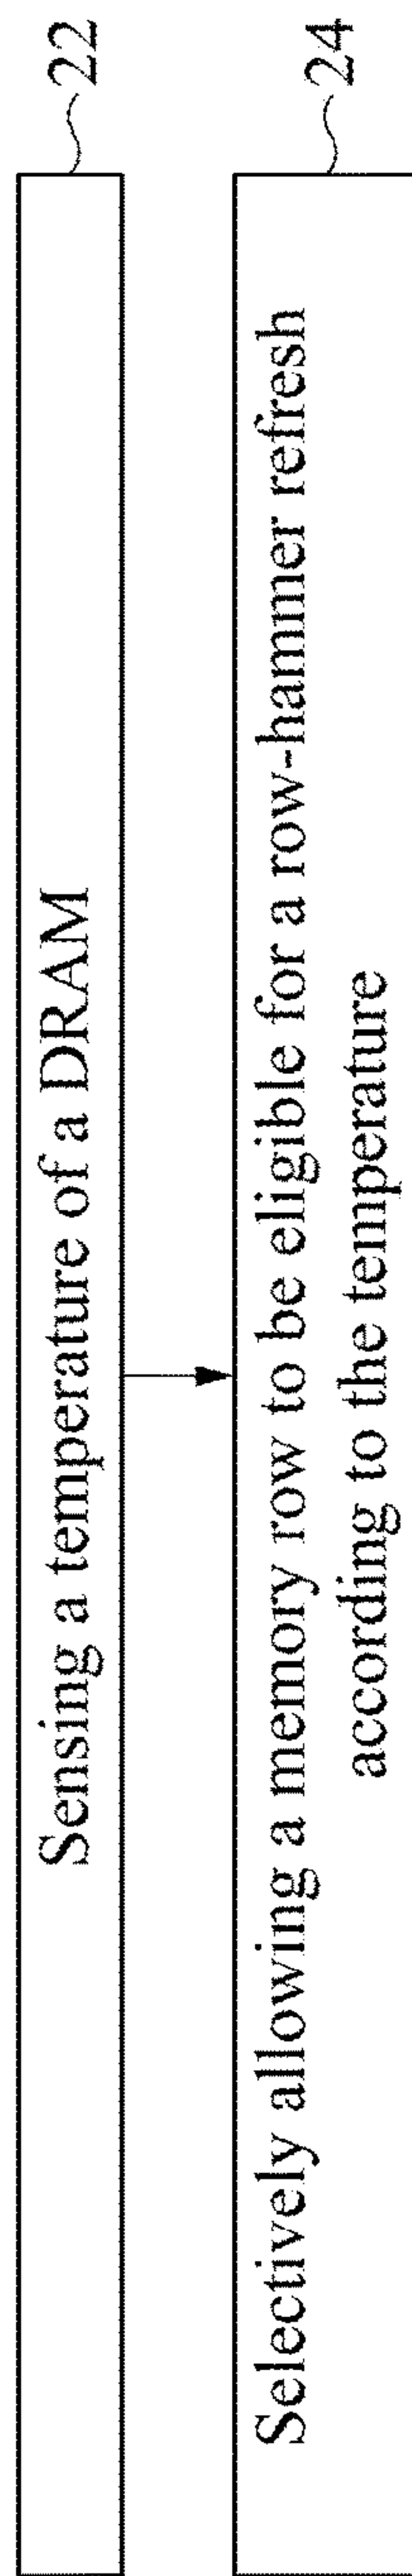 Sensing a temperature of a DRAM
22
Selectively allowing a memory row to be eligible for a row-hammer refresh
according to the temperature
24